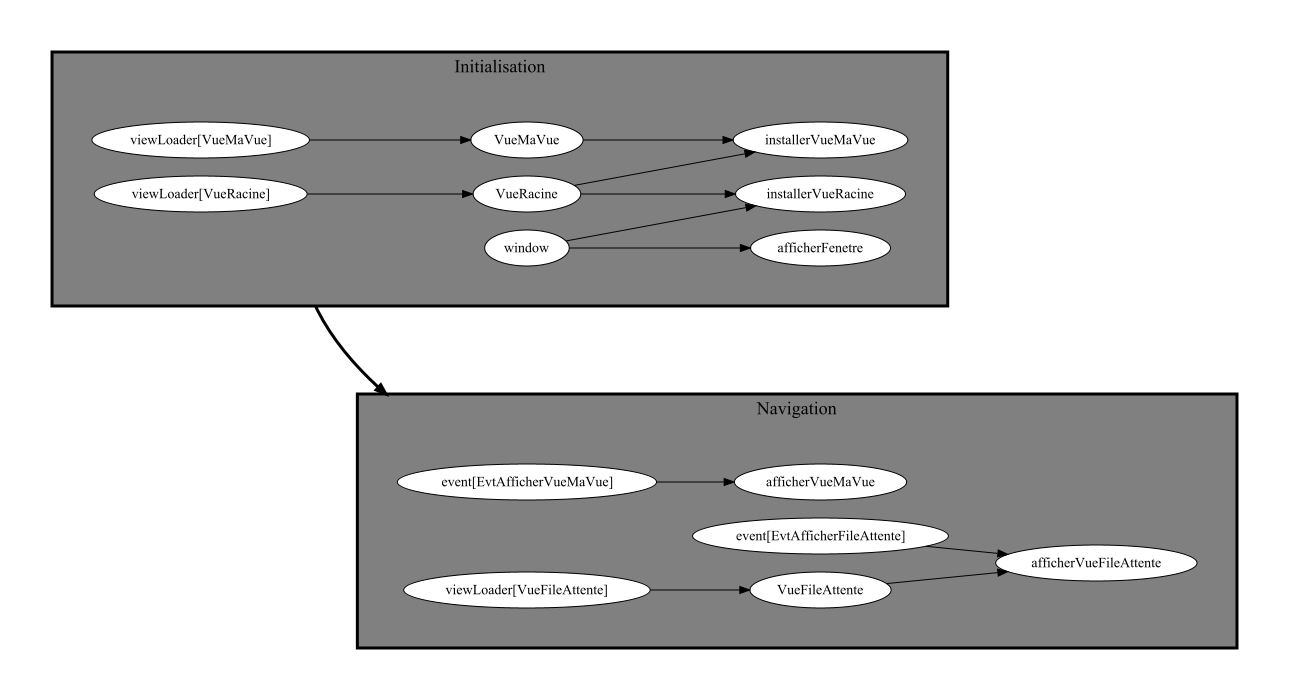 Initialisation
viewLoader[VueMaVue]
VueMaVue
installerVueMaVue
viewLoader[VueRacine]
VueRacine
installerVueRacine
window
afficherFenetre
Navigation
event[EvtAfficherVueMaVue]
afficherVueMaVue
event[EvtAfficherFileAttente]
afficherVueFileAttente
viewLoader[VueFileAttente]
VueFileAttente